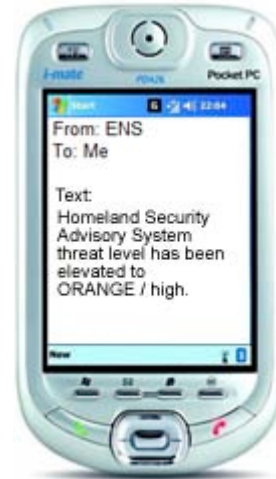 i-mate Pocket PC
Start G 22:04
From: ENS
To: Me
Text:
Homeland Security
Advisory System
threat level has been
elevated to
ORANGE / high.
New